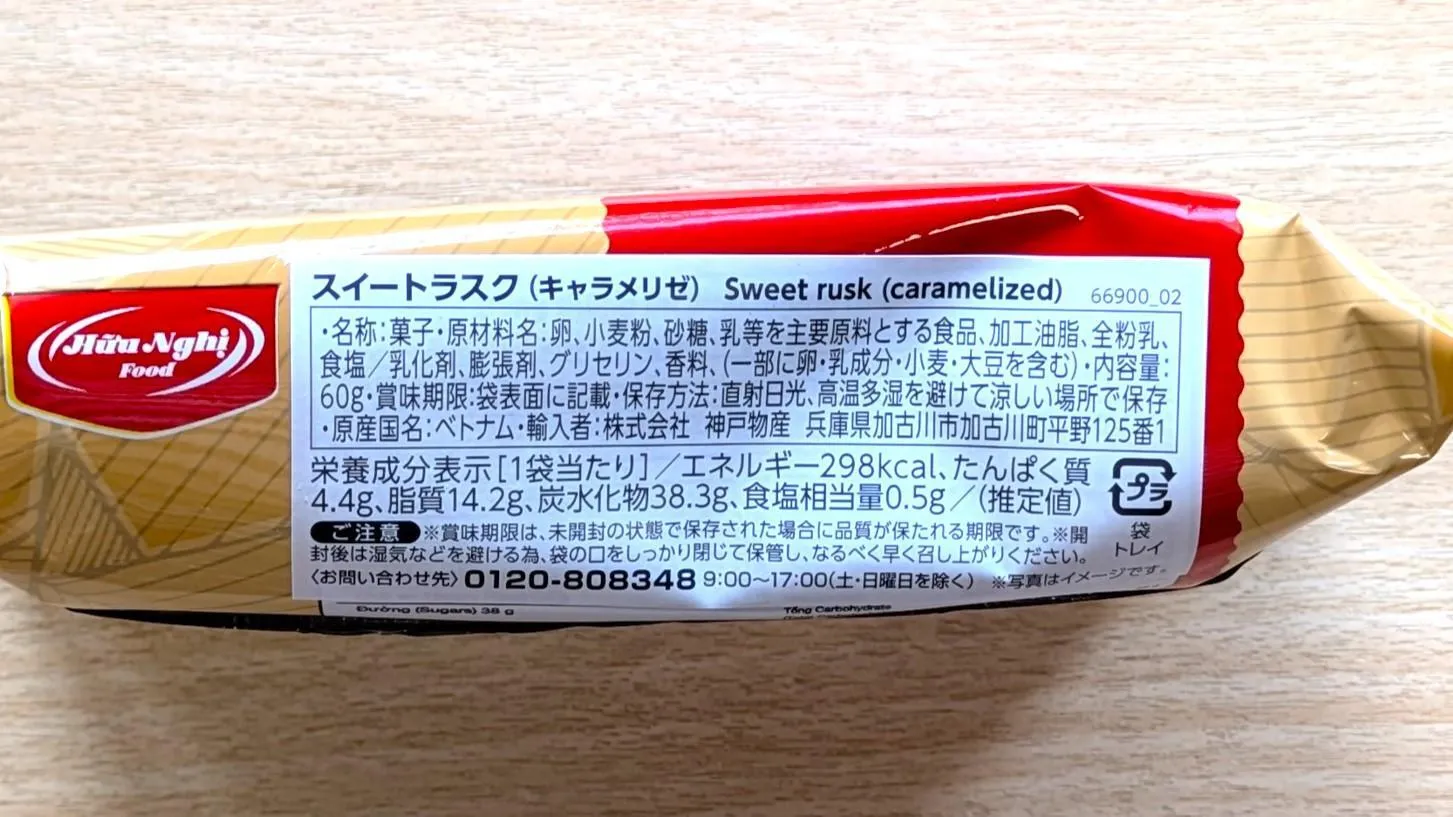 Hữu Nghị
Food
スイートラスク(キャラメリゼ) Sweet rusk (caramelized) 66900_02
・名称:菓子・原材料名:卵、小麦粉、砂糖、乳等を主要原料とする食品、加工油脂、全粉乳、
食塩／乳化剤、膨張剤、グリセリン、香料、(一部に卵・乳成分・小麦・大豆を含む)・内容量:
60g・賞味期限:袋表面に記載・保存方法:直射日光、高温多湿を避けて涼しい場所で保存
・原産国名:ベトナム・輸入者:株式会社 神戸物産 兵庫県加古川市加古川町平野125番1
栄養成分表示[1袋当たり]／エネルギー298kcal、たんぱく質
4.4g、脂質14.2g、炭水化物38.3g、食塩相当量0.5g／(推定値)
プラ
袋
トレイ
ご注意 ※賞味期限は、未開封の状態で保存された場合に品質が保たれる期限です。※開
封後は湿気などを避ける為、袋の口をしっかり閉じて保管し、なるべく早く召し上がりください。
〈お問い合わせ先〉0120-808348 9:00～17:00(土・日曜日を除く) ※写真はイメージです。
Đường (Sugars) 38 g
Tổng Carbohydrate